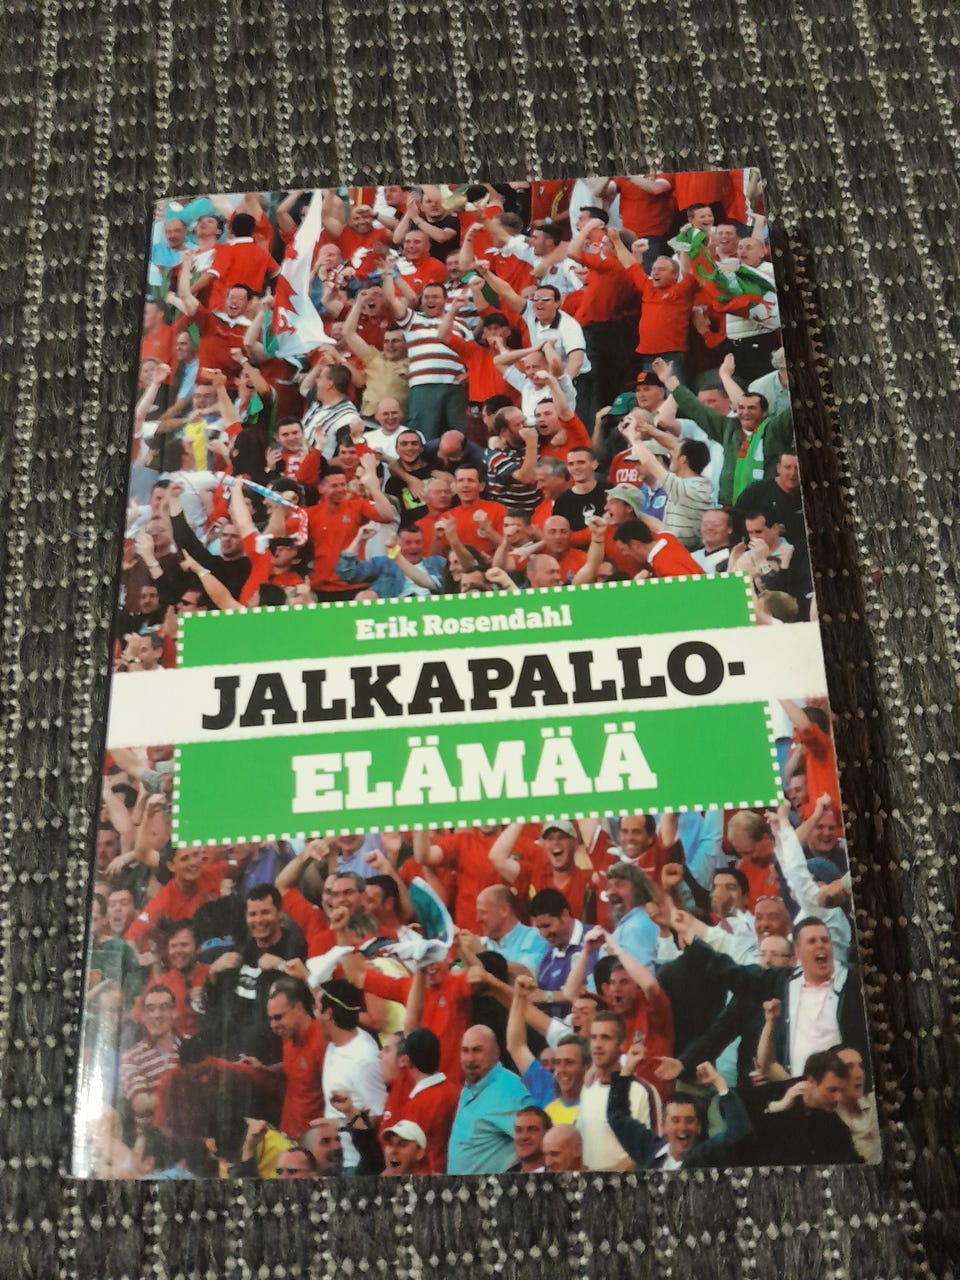 Erik Rosendahl
JALKAPALLO-
ELÄMÄÄ